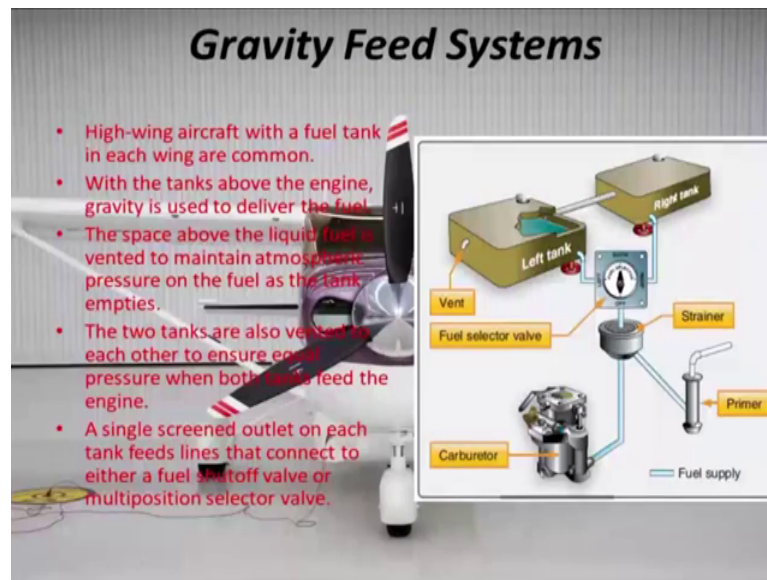 Gravity Feed Systems
• High-wing aircraft with a fuel tank
in each wing are common.
• With the tanks above the engine,
gravity is used to deliver the fuel.
• The space above the liquid fuel is
vented to maintain atmospheric
pressure on the fuel as the tank
empties.
• The two tanks are also vented to
each other to ensure equal
pressure when both tanks feed the
engine.
• A single screened outlet on each
tank feeds lines that connect to
either a fuel shutoff valve or
multiposition selector valve.
Right tank
Left tank
Vent
Fuel selector valve
Strainer
Primer
Carburetor
Fuel supply